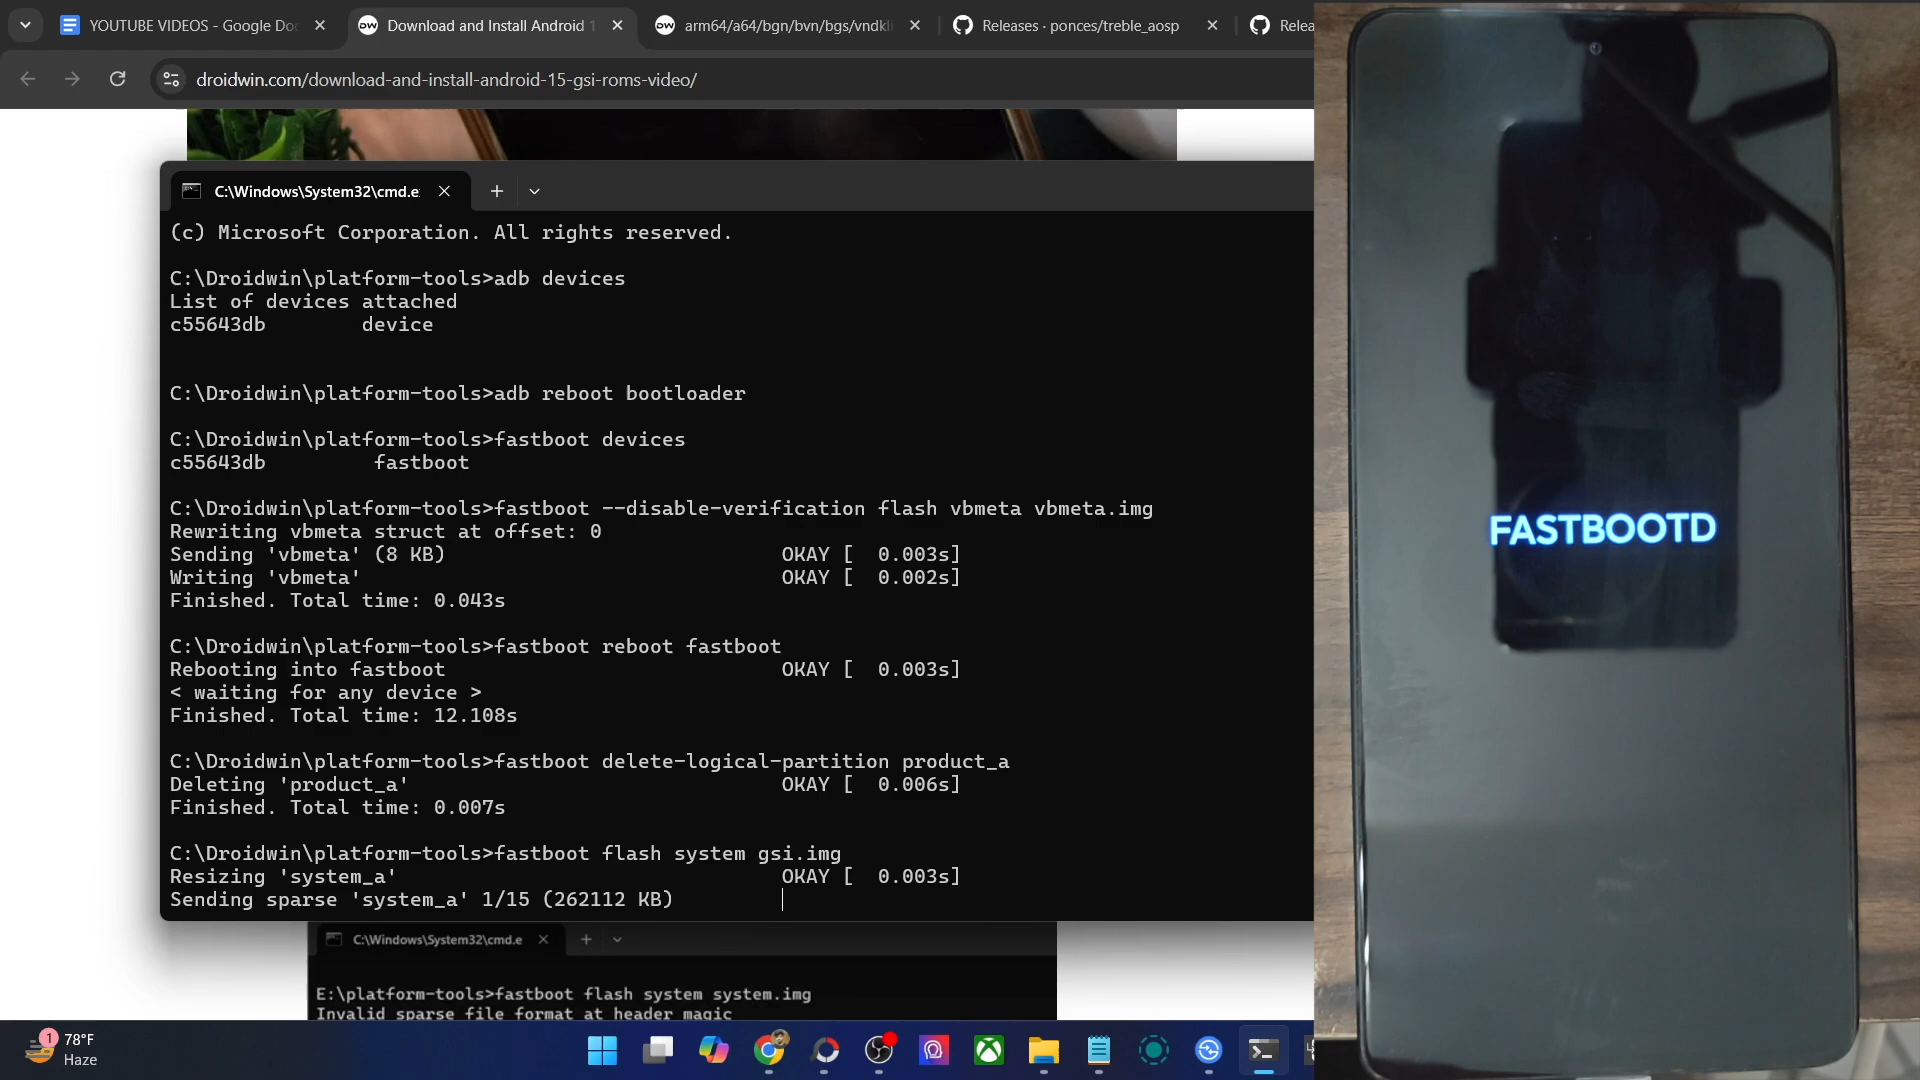 YOUTUBE VIDEOS - Google Doc
Download and Install Android 1
arm64/a64/bgn/bvn/bgs/vndkli
Releases · ponces/treble_aosp
Relea
droidwin.com/download-and-install-android-15-gsi-roms-video/
C:\Windows\System32\cmd.e
(c) Microsoft Corporation. All rights reserved.
C:\Droidwin\platform-tools>adb devices
List of devices attached
c55643db device
C:\Droidwin\platform-tools>adb reboot bootloader
C:\Droidwin\platform-tools>fastboot devices
c55643db fastboot
C:\Droidwin\platform-tools>fastboot --disable-verification flash vbmeta vbmeta.img
Rewriting vbmeta struct at offset: 0
Sending 'vbmeta' (8 KB) OKAY [ 0.003s]
Writing 'vbmeta' OKAY [ 0.002s]
Finished. Total time: 0.043s
C:\Droidwin\platform-tools>fastboot reboot fastboot
Rebooting into fastboot OKAY [ 0.003s]
< waiting for any device >
Finished. Total time: 12.108s
C:\Droidwin\platform-tools>fastboot delete-logical-partition product_a
Deleting 'product_a' OKAY [ 0.006s]
Finished. Total time: 0.007s
C:\Droidwin\platform-tools>fastboot flash system gsi.img
Resizing 'system_a' OKAY [ 0.003s]
Sending sparse 'system_a' 1/15 (262112 KB)
FASTBOOTD
C:\Windows\System32\cmd.e
E:\platform-tools>fastboot flash system system.img
Invalid sparse file format at header magic
1
78°F
Haze